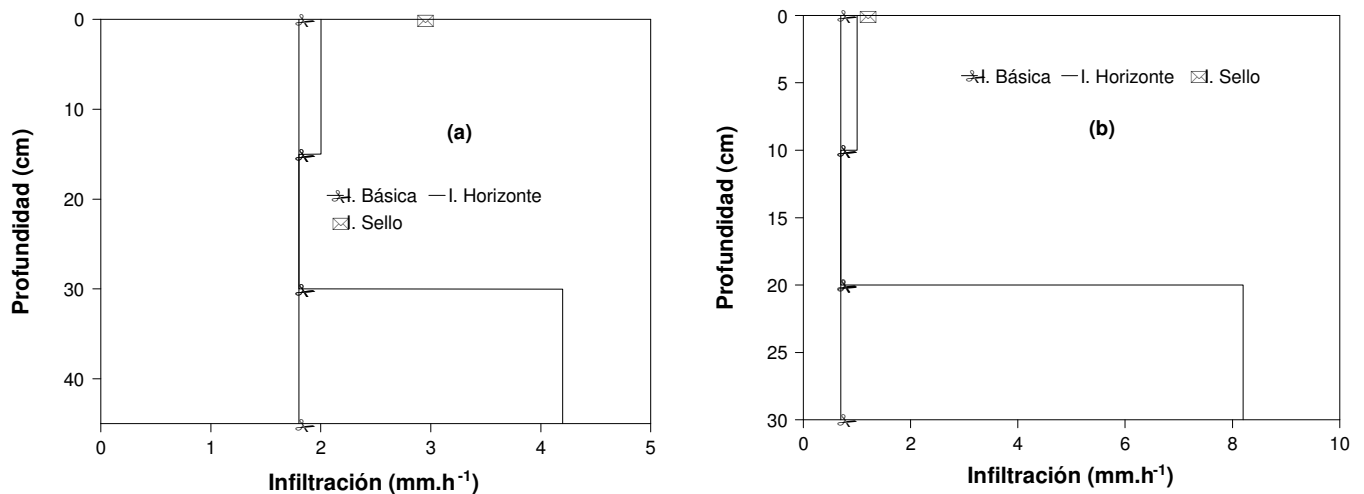 0
10
20
30
40
Profundidad (cm)
(a)
I. Básica I. Horizonte
I. Sello
0 1 2 3 4 5
Infiltración (mm.h-1)
0
5
10
15
20
25
30
Profundidad (cm)
I. Básica I. Horizonte I. Sello
(b)
0 2 4 6 8 10
Infiltración (mm.h-1)